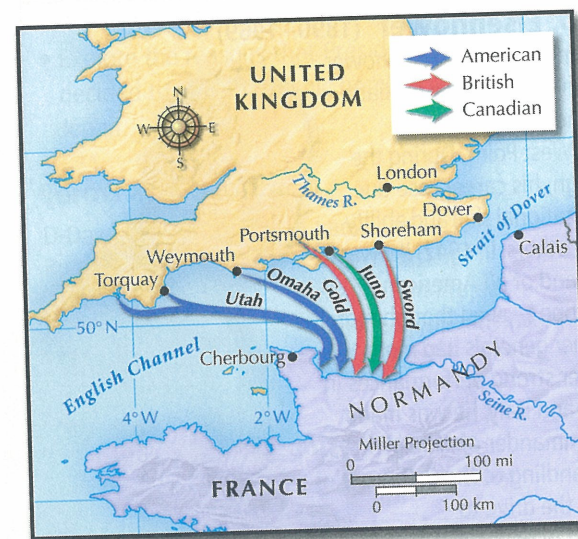 American
British
Canadian
UNITED
KINGDOM
N
W
E
S
London
Thames R.
Dover
Strait of Dover
Portsmouth
Shoreham
Calais
Weymouth
Torquay
Utah
Omaha
Gold
Juno
Sword
50°N
English Channel
Cherbourg
NORMANDY
Seine R.
4°W
2°W
Miller Projection
0
100 mi
0
100 km
FRANCE